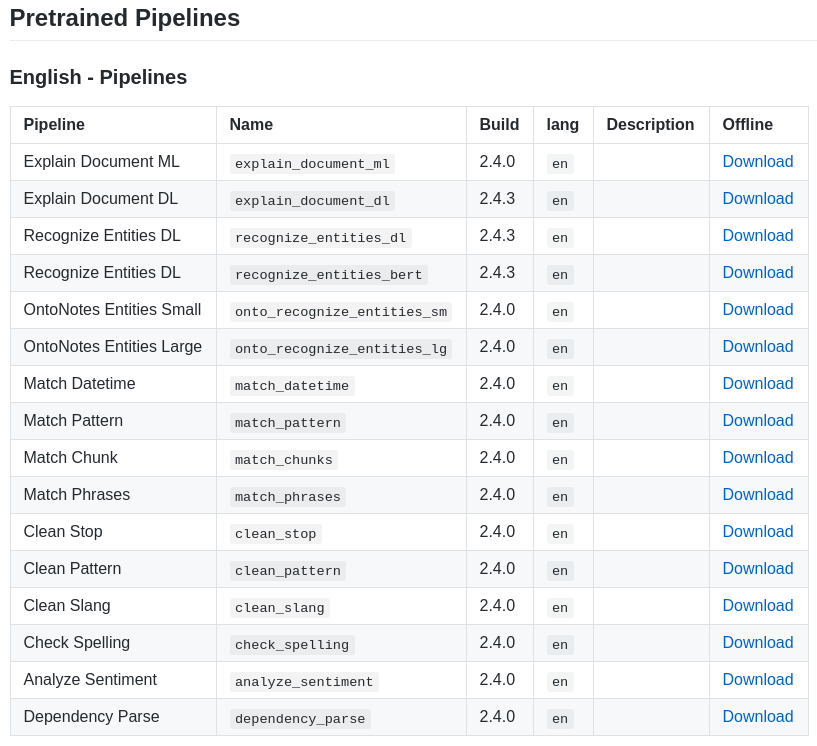 Pretrained Pipelines
English - Pipelines
Pipeline Name Build lang Description Offline
Explain Document ML explain_document_ml 2.4.0 en Download
Explain Document DL explain_document_dl 2.4.3 en Download
Recognize Entities DL recognize_entities_dl 2.4.3 en Download
Recognize Entities DL recognize_entities_bert 2.4.3 en Download
OntoNotes Entities Small onto_recognize_entities_sm 2.4.0 en Download
OntoNotes Entities Large onto_recognize_entities_lg 2.4.0 en Download
Match Datetime match_datetime 2.4.0 en Download
Match Pattern match_pattern 2.4.0 en Download
Match Chunk match_chunks 2.4.0 en Download
Match Phrases match_phrases 2.4.0 en Download
Clean Stop clean_stop 2.4.0 en Download
Clean Pattern clean_pattern 2.4.0 en Download
Clean Slang clean_slang 2.4.0 en Download
Check Spelling check_spelling 2.4.0 en Download
Analyze Sentiment analyze_sentiment 2.4.0 en Download
Dependency Parse dependency_parse 2.4.0 en Download